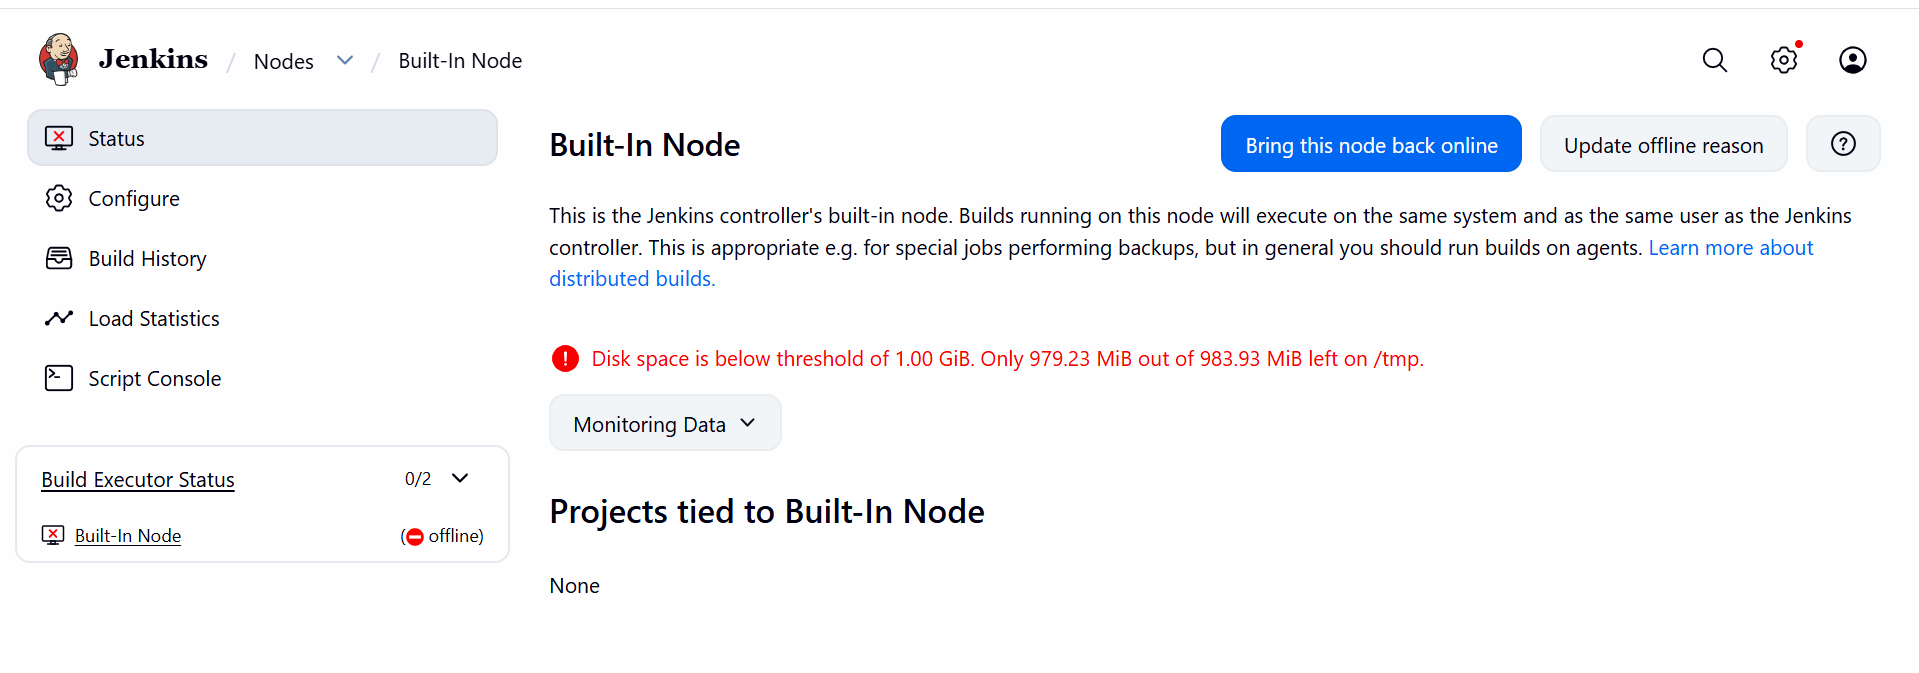 Jenkins / Nodes / Built-In Node
Status
Configure
Build History
Load Statistics
Script Console
Build Executor Status 0/2
Built-In Node (offline)
Built-In Node
Bring this node back online
Update offline reason
This is the Jenkins controller's built-in node. Builds running on this node will execute on the same system and as the same user as the Jenkins
controller. This is appropriate e.g. for special jobs performing backups, but in general you should run builds on agents. Learn more about
distributed builds.
Disk space is below threshold of 1.00 GiB. Only 979.23 MiB out of 983.93 MiB left on /tmp.
Monitoring Data
Projects tied to Built-In Node
None